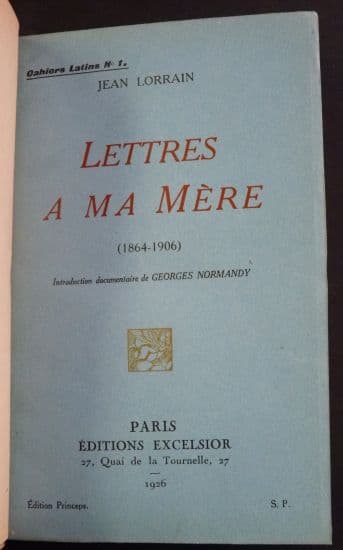 Cahiers Latins Nº 1.
JEAN LORRAIN
LETTRES
A MA MÈRE
(1864-1906)
Introduction documentaire de GEORGES NORMANDY
PARIS
ÉDITIONS EXCELSIOR
27, Quai de la Tournelle, 27
1926
Édition Princeps. S. P.